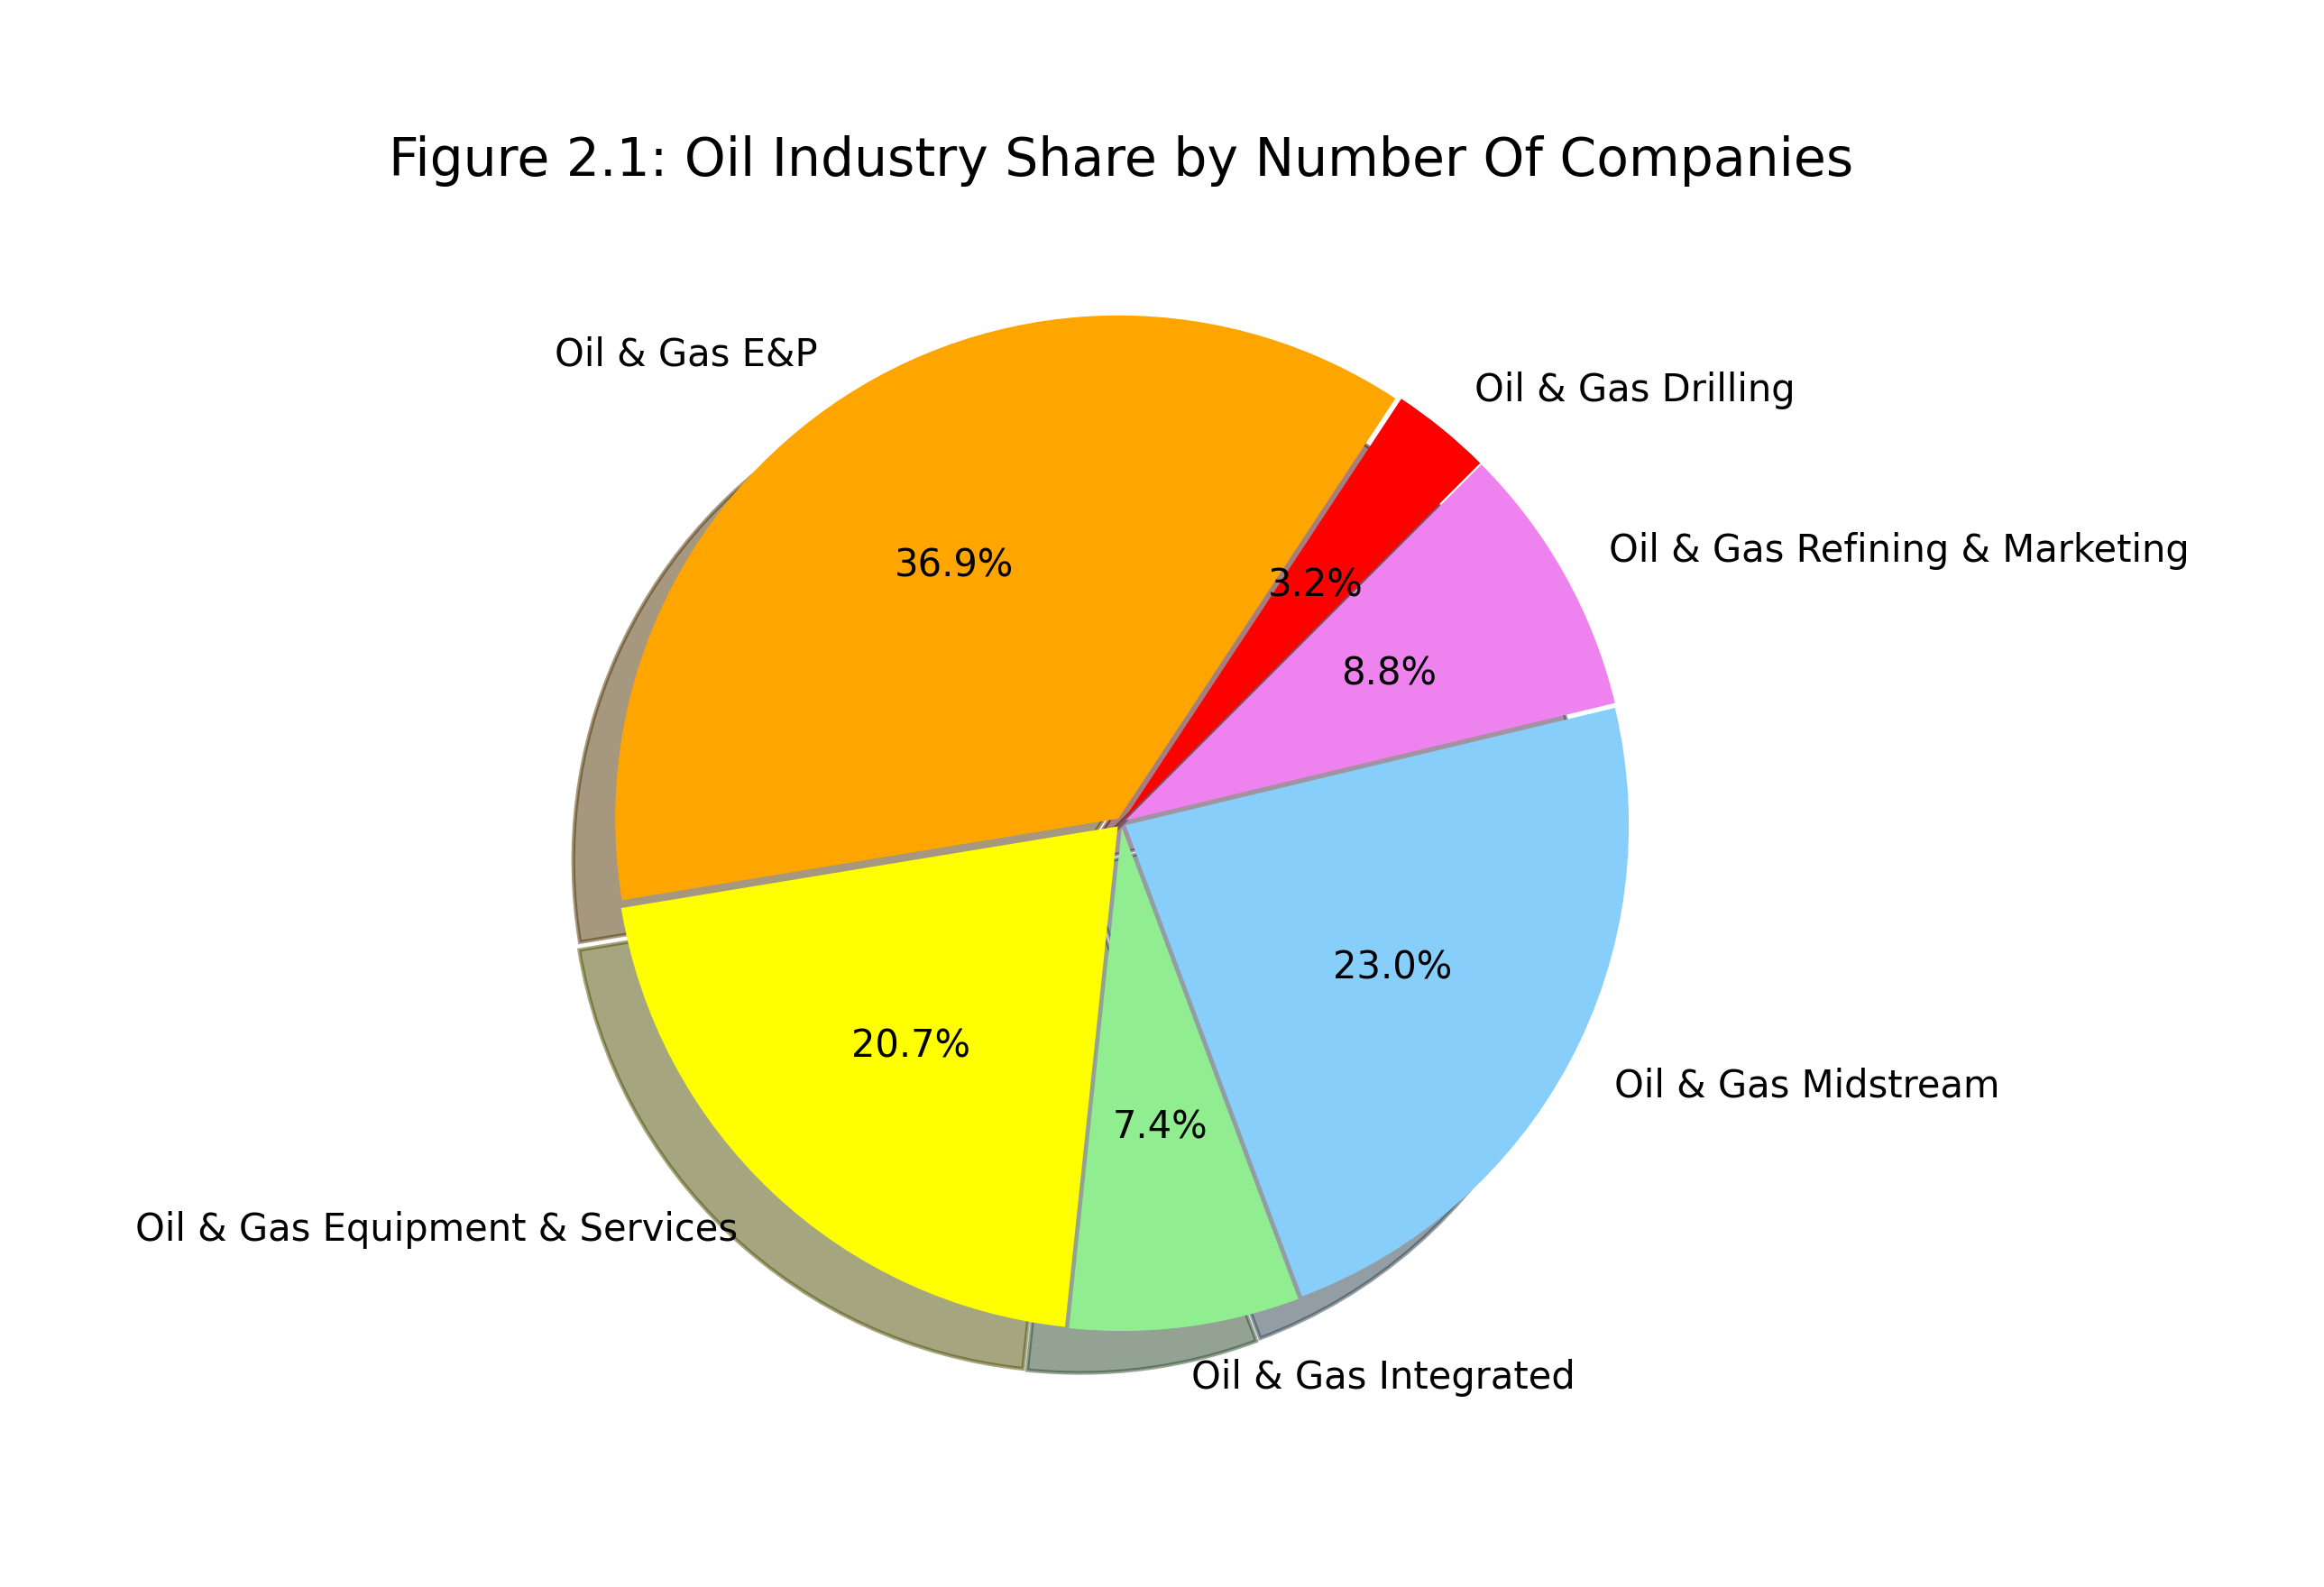 Figure 2.1: Oil Industry Share by Number Of Companies
Oil & Gas E&P
Oil & Gas Drilling
Oil & Gas Refining & Marketing
36.9%
3.2%
8.8%
23.0%
20.7%
Oil & Gas Midstream
7.4%
Oil & Gas Equipment & Services
Oil & Gas Integrated